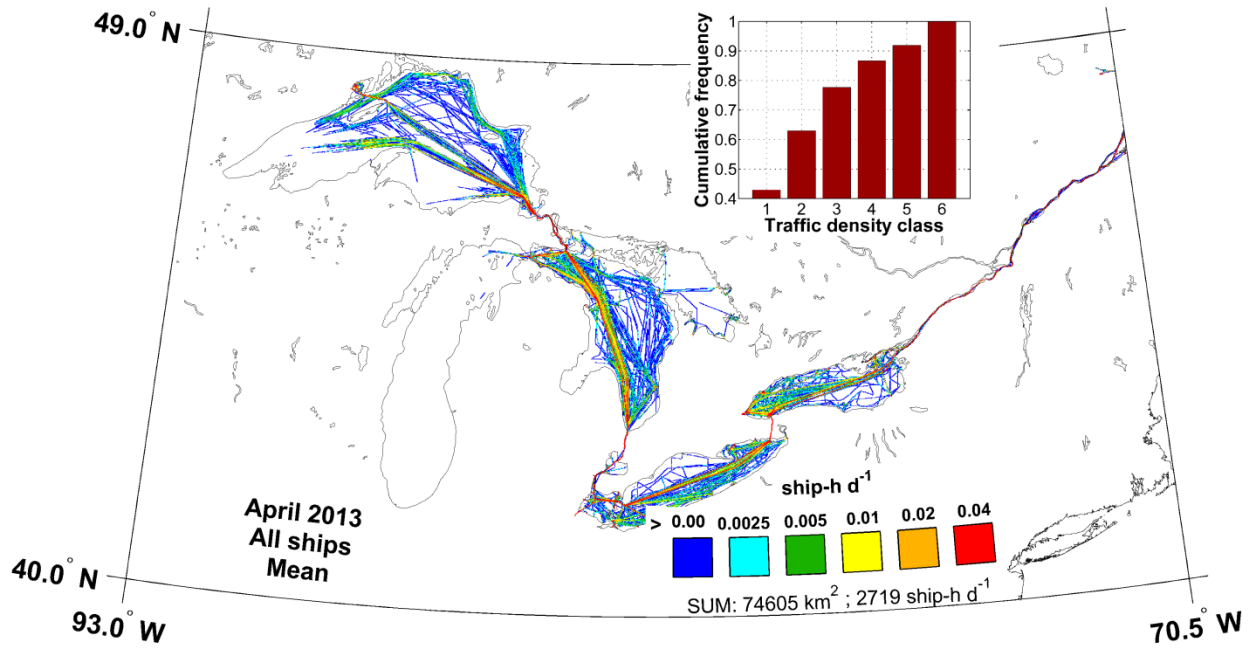 49.0° N
1
0.9
0.8
0.7
0.6
0.5
0.4
Cumulative frequency
1 2 3 4 5 6
Traffic density class
April 2013
All ships
Mean
ship-h d⁻¹
> 0.00 0.0025 0.005 0.01 0.02 0.04
SUM: 74605 km² ; 2719 ship-h d⁻¹
40.0° N
93.0° W
70.5° W